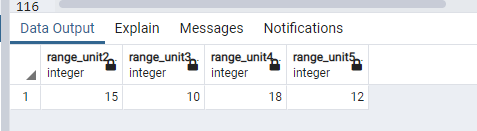 116
Data Output Explain Messages Notifications
range_unit2 range_unit3 range_unit4 range_unit5
integer integer integer integer
1 15 10 18 12